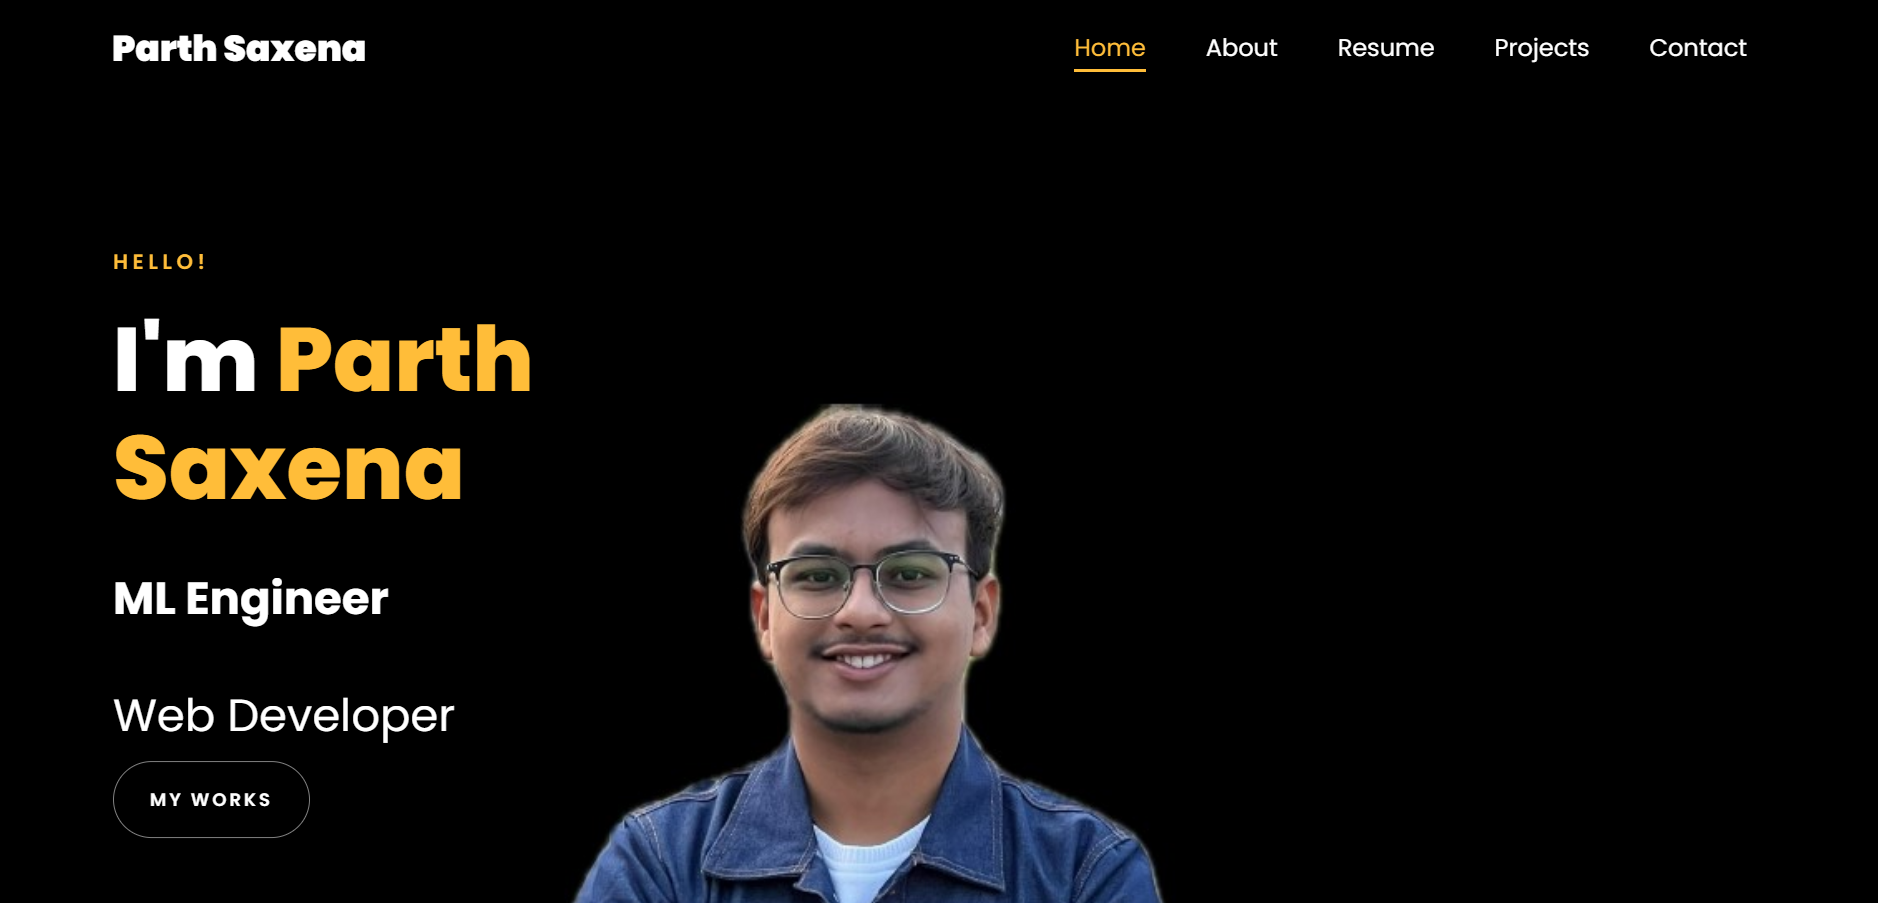 Parth Saxena
Home About Resume Projects Contact
HELLO!
I'm Parth
Saxena
ML Engineer
Web Developer
MY WORKS